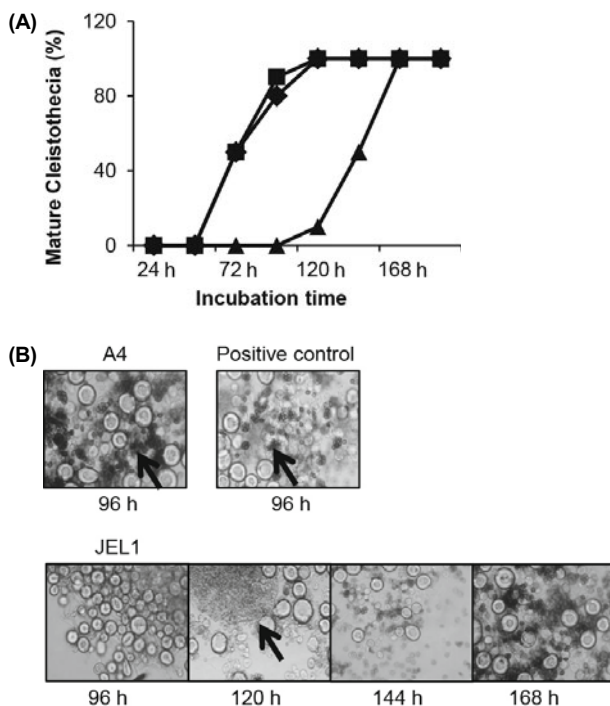 (A)
Mature Cleistothecia (%)
120
80
40
0
24 h 72 h 120 h 168 h
Incubation time
(B)
A4 Positive control
96 h 96 h
JEL1
96 h 120 h 144 h 168 h